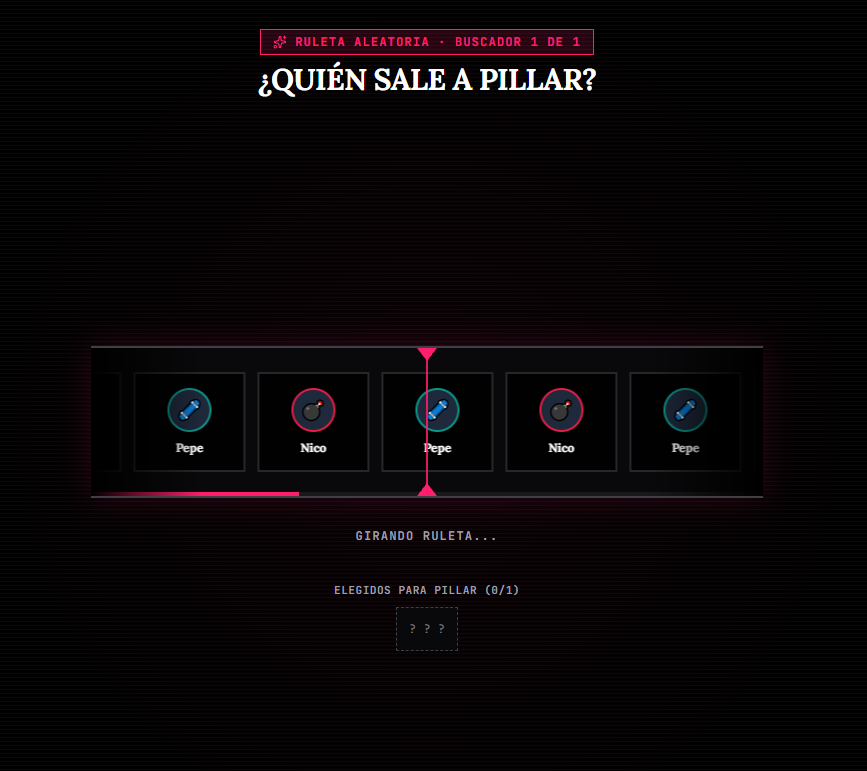 RULETA ALEATORIA · BUSCADOR 1 DE 1
¿QUIÉN SALE A PILLAR?
Pepe
Nico
Pepe
Nico
Pepe
GIRANDO RULETA...
ELEGIDOS PARA PILLAR (0/1)
? ? ?